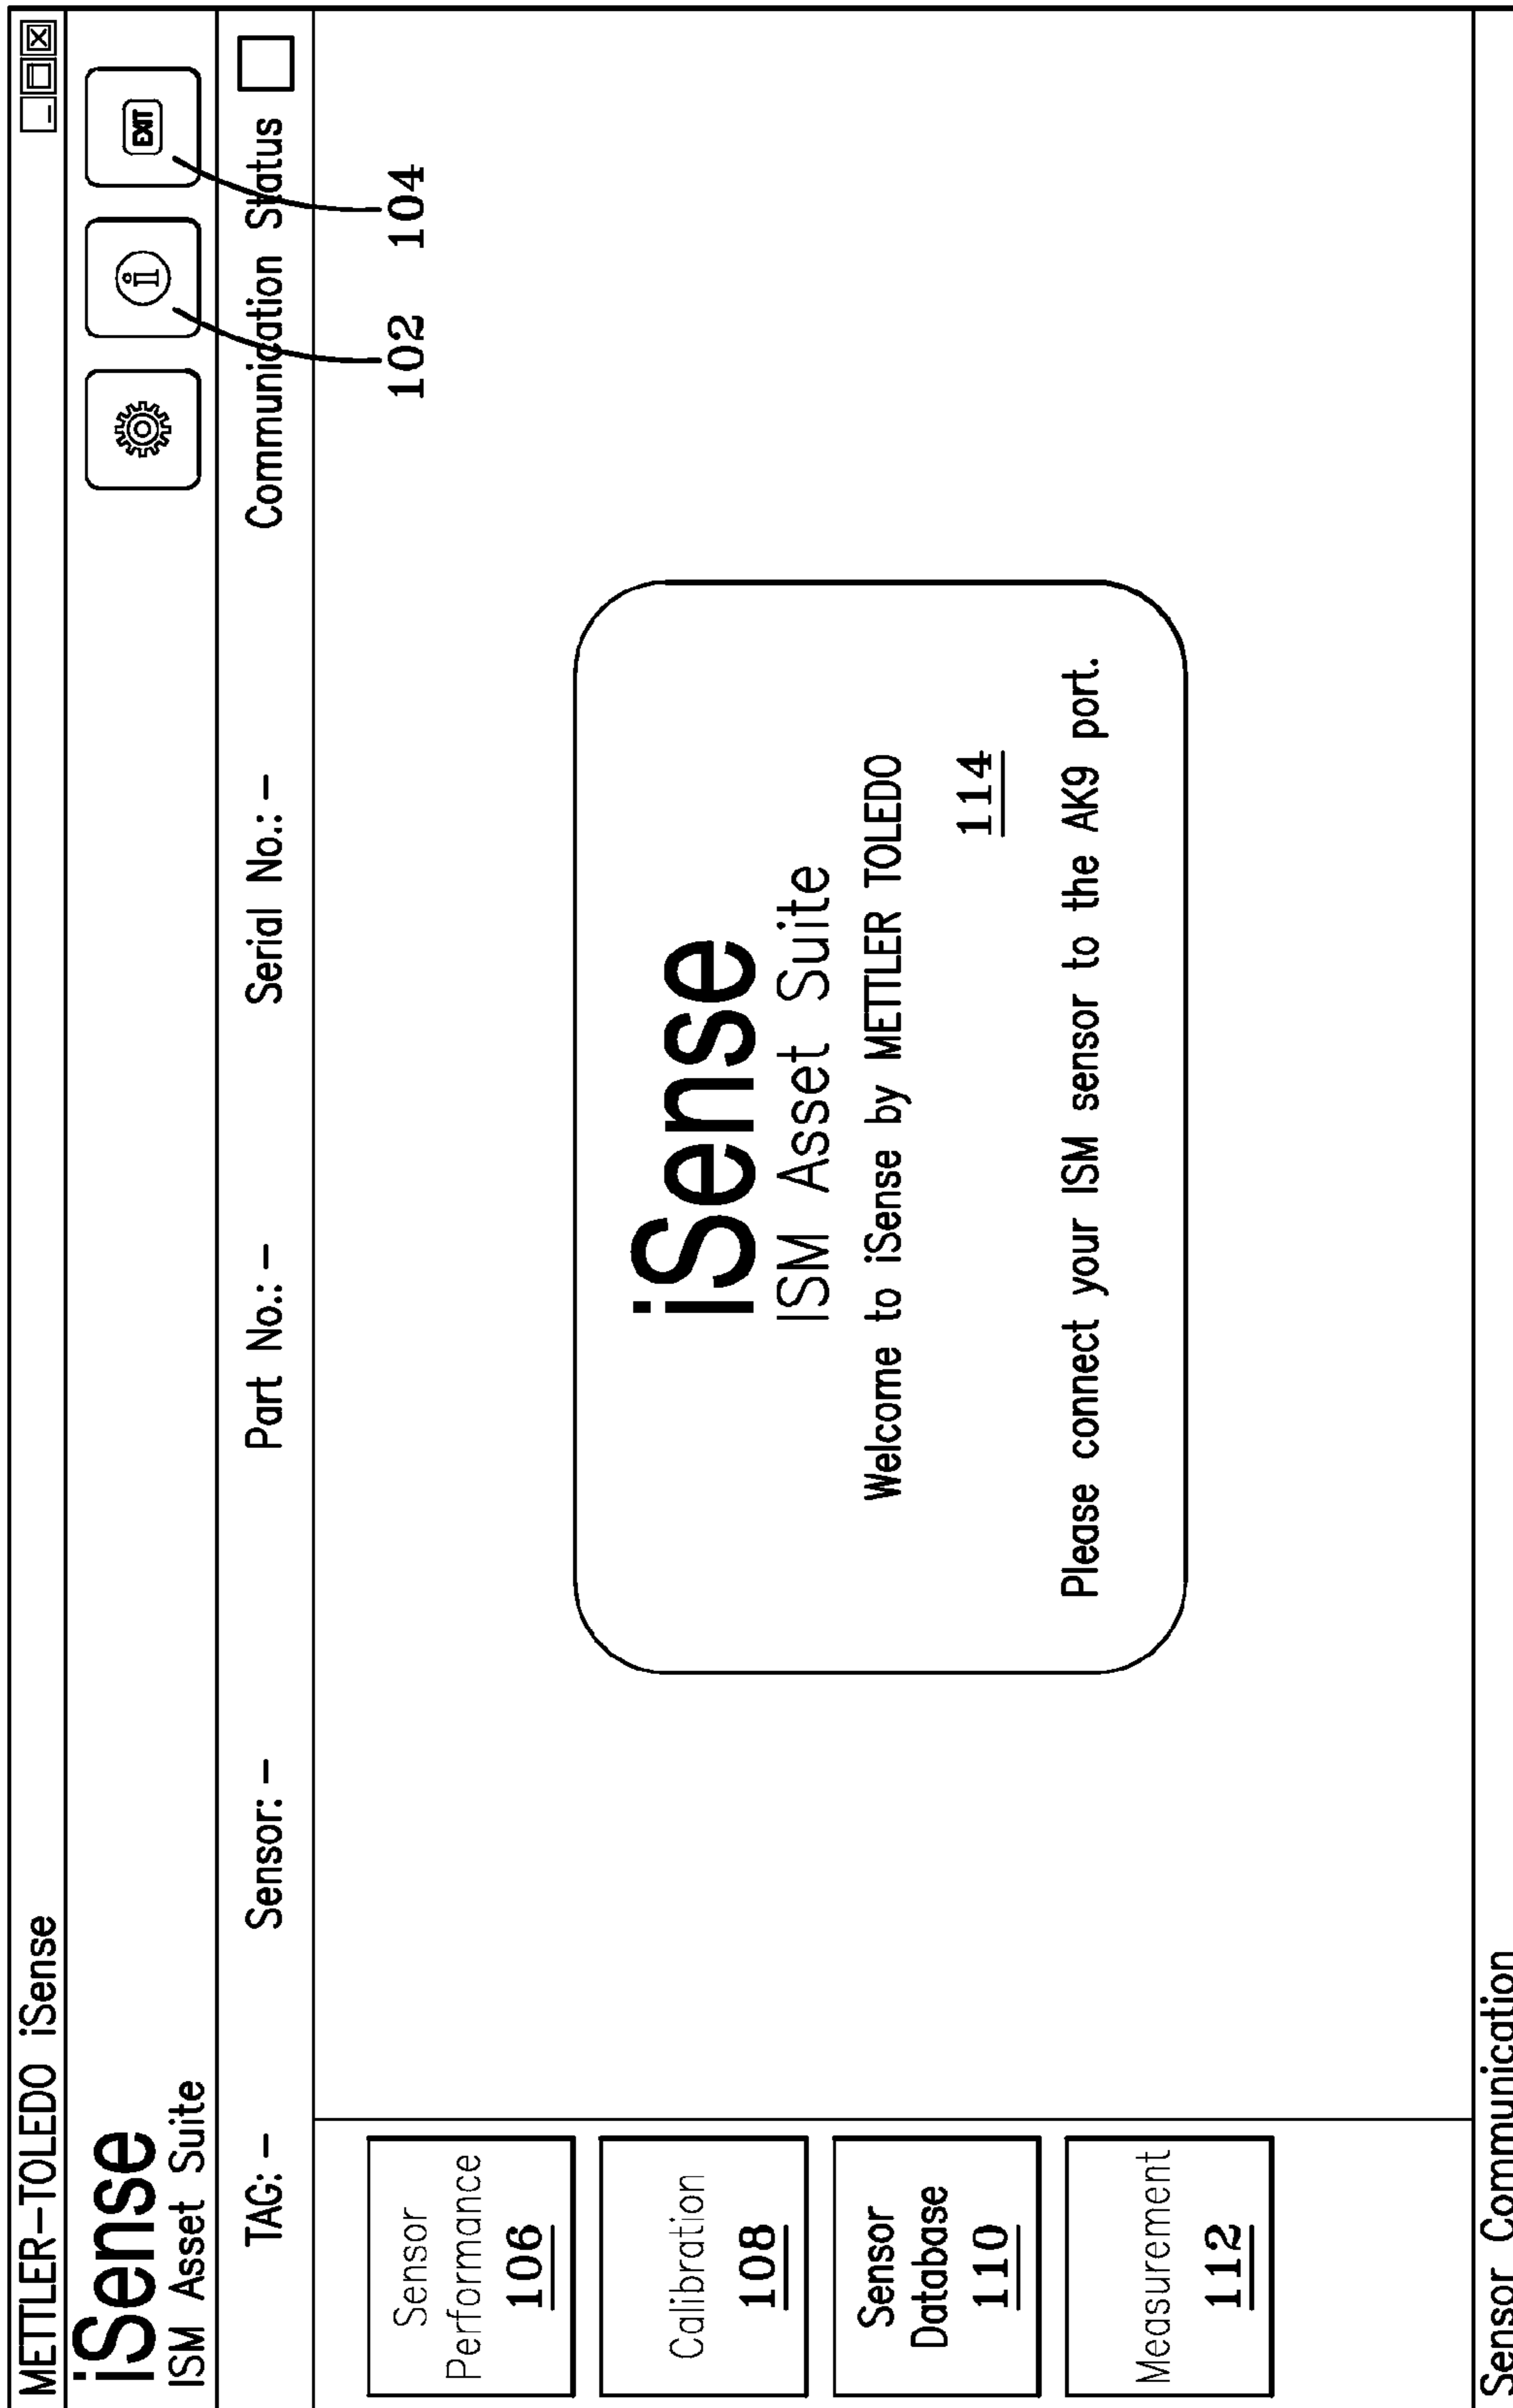 METTLER-TOLEDO iSense
iSense
ISM Asset Suite
EXIT
TAG: -
Sensor: -
Part No.: -
Serial No.: -
Communication Status
102
104
Sensor
Performance
106
Calibration
108
Sensor
Database
110
Measurement
112
iSense
ISM Asset Suite
Welcome to iSense by METTLER TOLEDO
114
Please connect your ISM sensor to the AK9 port.
Sensor Communication